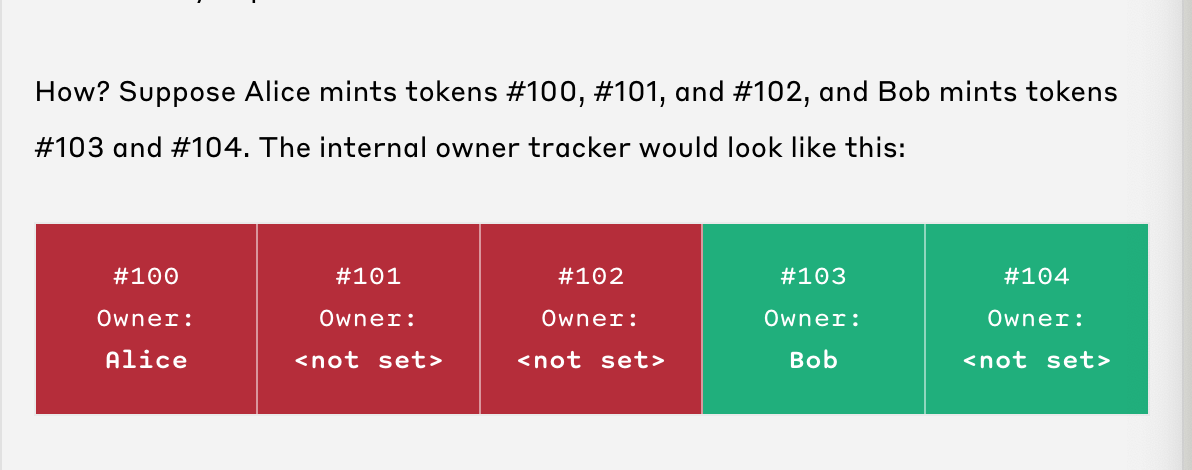 How? Suppose Alice mints tokens #100, #101, and #102, and Bob mints tokens
#103 and #104. The internal owner tracker would look like this:
#100
Owner:
Alice
#101
Owner:
<not set>
#102
Owner:
<not set>
#103
Owner:
Bob
#104
Owner:
<not set>